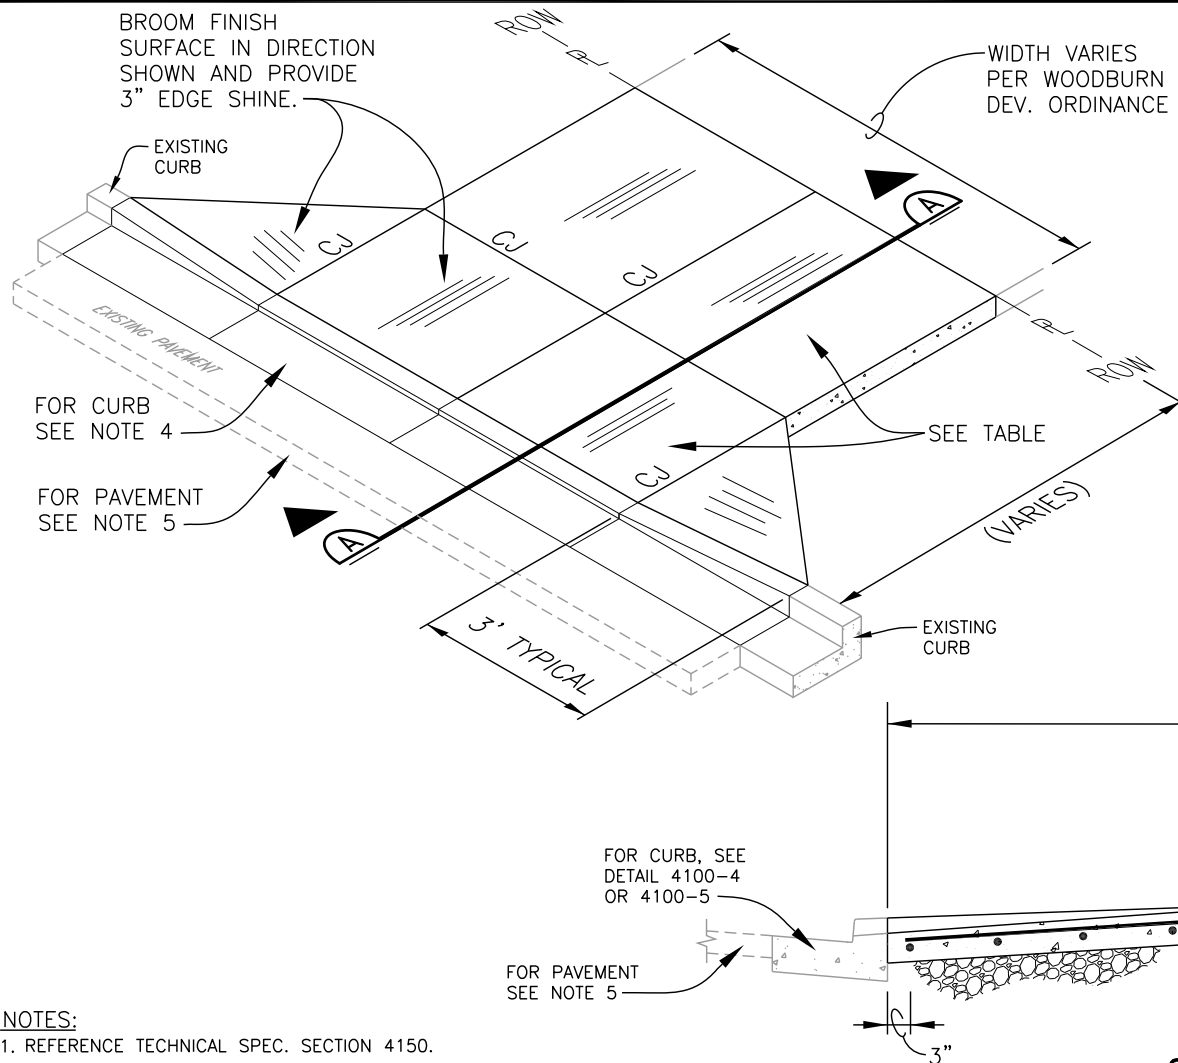 BROOM FINISH
SURFACE IN DIRECTION
SHOWN AND PROVIDE
3" EDGE SHINE.
ROW
PL
WIDTH VARIES
PER WOODBURN
DEV. ORDINANCE
EXISTING
CURB
A
CJ
CJ
CJ
EXISTING PAVEMENT
PL
ROW
FOR CURB
SEE NOTE 4
SEE TABLE
CJ
FOR PAVEMENT
SEE NOTE 5
A
(VARIES)
3' TYPICAL
EXISTING
CURB
FOR CURB, SEE
DETAIL 4100-4
OR 4100-5
FOR PAVEMENT
SEE NOTE 5
3"
NOTES:
1. REFERENCE TECHNICAL SPEC. SECTION 4150.